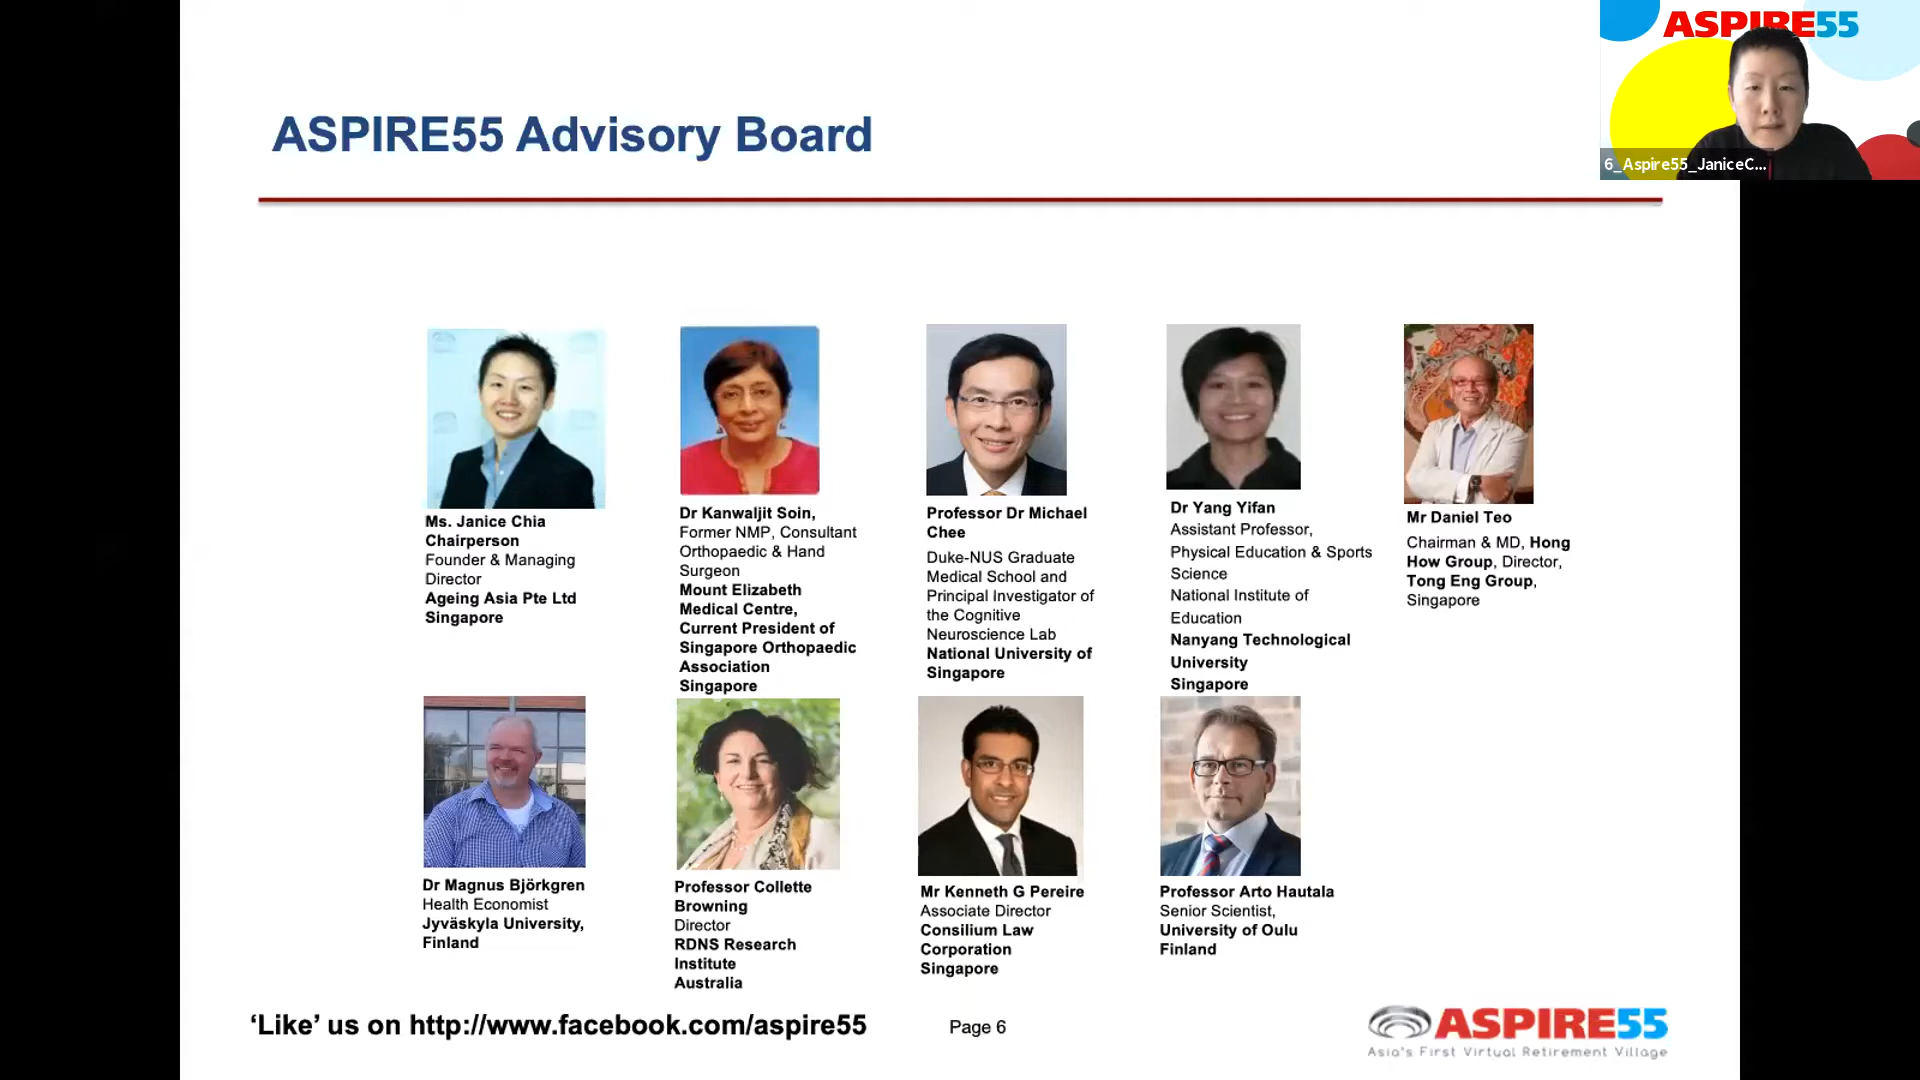 ASPIRE55
6_Aspire55_JaniceC...
ASPIRE55 Advisory Board
Ms. Janice Chia
Chairperson
Founder & Managing
Director
Ageing Asia Pte Ltd
Singapore
Dr Kanwaljit Soin,
Former NMP, Consultant
Orthopaedic & Hand
Surgeon
Mount Elizabeth
Medical Centre,
Current President of
Singapore Orthopaedic
Association
Singapore
Professor Dr Michael
Chee
Duke-NUS Graduate
Medical School and
Principal Investigator of
the Cognitive
Neuroscience Lab
National University of
Singapore
Dr Yang Yifan
Assistant Professor,
Physical Education & Sports
Science
National Institute of
Education
Nanyang Technological
University
Singapore
Mr Daniel Teo
Chairman & MD, Hong
How Group, Director,
Tong Eng Group,
Singapore
Dr Magnus Björkgren
Health Economist
Jyväskyla University,
Finland
Professor Collette
Browning
Director
RDNS Research
Institute
Australia
Mr Kenneth G Pereire
Associate Director
Consilium Law
Corporation
Singapore
Professor Arto Hautala
Senior Scientist,
University of Oulu
Finland
‘Like’ us on http://www.facebook.com/aspire55
Page 6
ASPIRE55
Asia's First Virtual Retirement Village